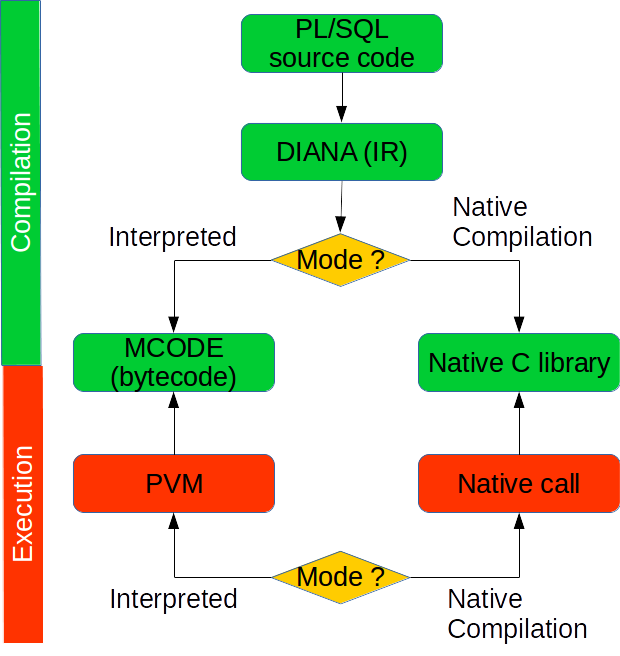 PL/SQL
source code
DIANA (IR)
Compilation
Interpreted
Native
Compilation
Mode ?
MCODE
(bytecode)
Native C library
Execution
PVM
Native call
Mode ?
Interpreted
Native
Compilation